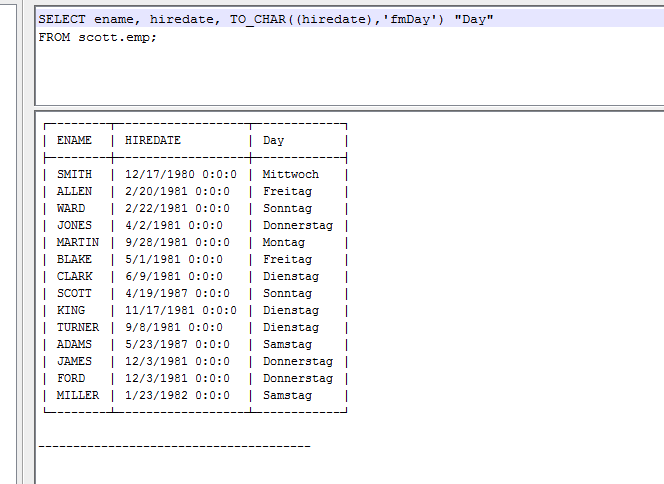 SELECT ename, hiredate, TO_CHAR((hiredate),'fmDay') "Day"
FROM scott.emp;
ENAME | HIREDATE | Day
SMITH | 12/17/1980 0:0:0 | Mittwoch
ALLEN | 2/20/1981 0:0:0 | Freitag
WARD | 2/22/1981 0:0:0 | Sonntag
JONES | 4/2/1981 0:0:0 | Donnerstag
MARTIN | 9/28/1981 0:0:0 | Montag
BLAKE | 5/1/1981 0:0:0 | Freitag
CLARK | 6/9/1981 0:0:0 | Dienstag
SCOTT | 4/19/1987 0:0:0 | Sonntag
KING | 11/17/1981 0:0:0 | Dienstag
TURNER | 9/8/1981 0:0:0 | Dienstag
ADAMS | 5/23/1987 0:0:0 | Samstag
JAMES | 12/3/1981 0:0:0 | Donnerstag
FORD | 12/3/1981 0:0:0 | Donnerstag
MILLER | 1/23/1982 0:0:0 | Samstag